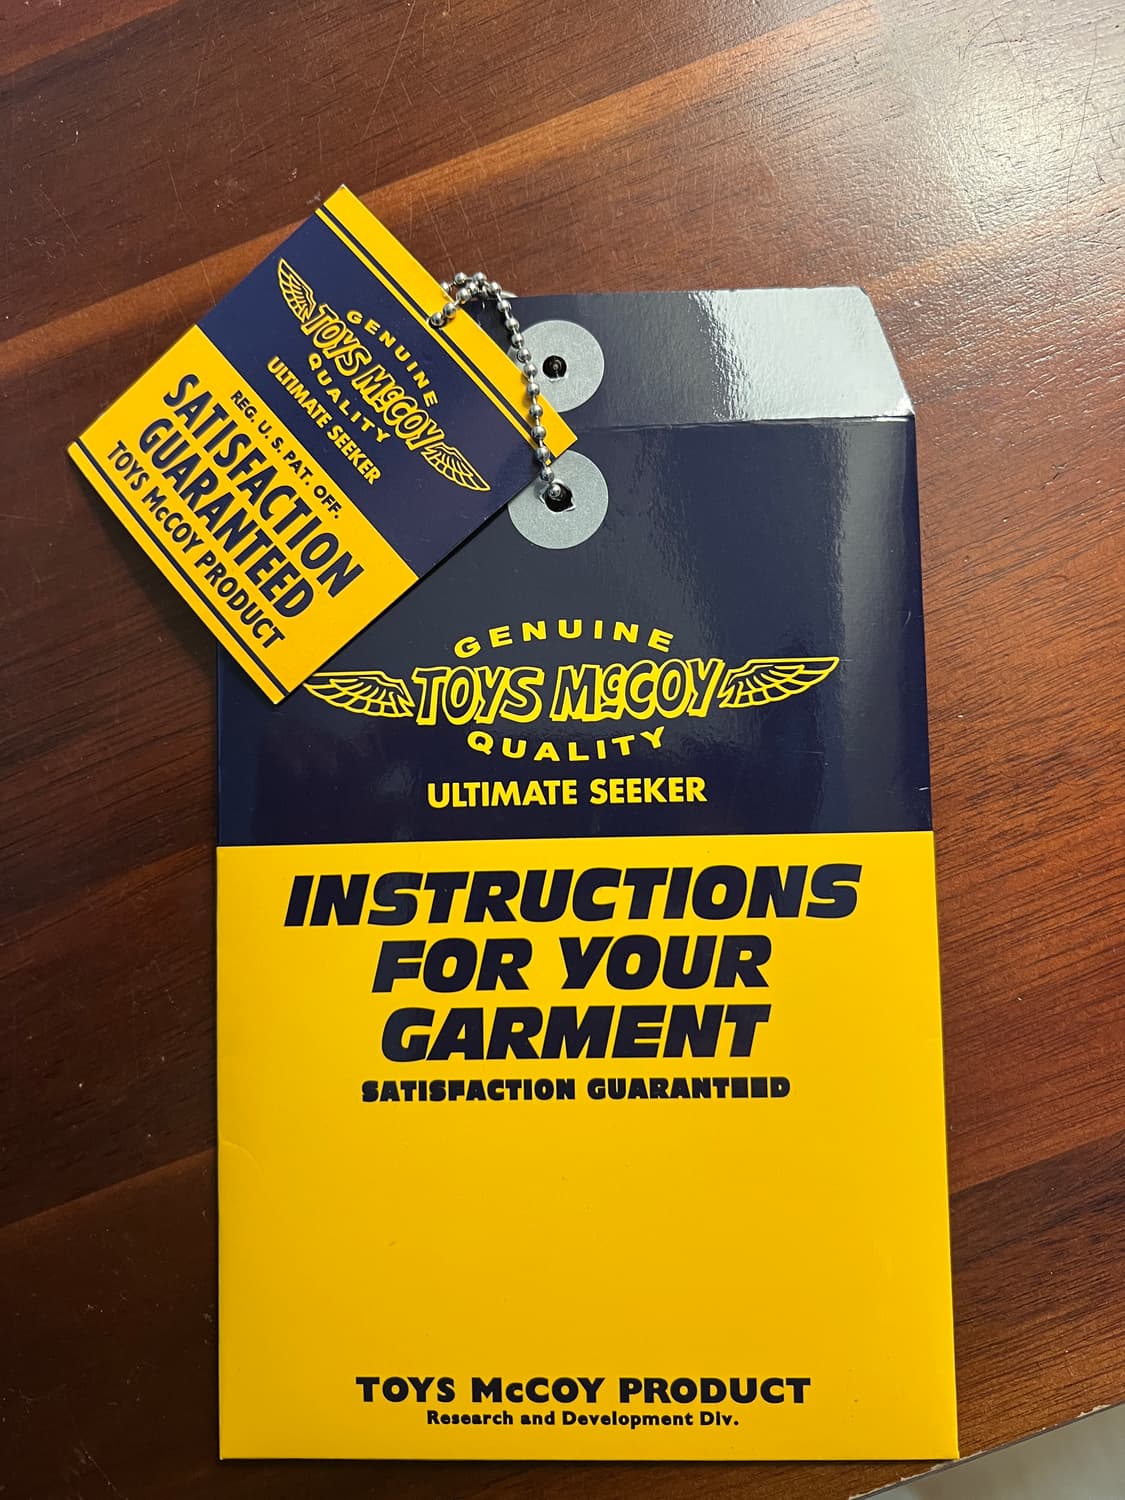 GENUINE
TOYS McCOY
QUALITY
ULTIMATE SEEKER
REG. U. S. PAT. OFF.
SATISFACTION
GUARANTEED
TOYS McCOY PRODUCT
GENUINE
TOYS McCOY
QUALITY
ULTIMATE SEEKER
INSTRUCTIONS
FOR YOUR
GARMENT
SATISFACTION GUARANTEED
TOYS McCOY PRODUCT
Research and Development Div.